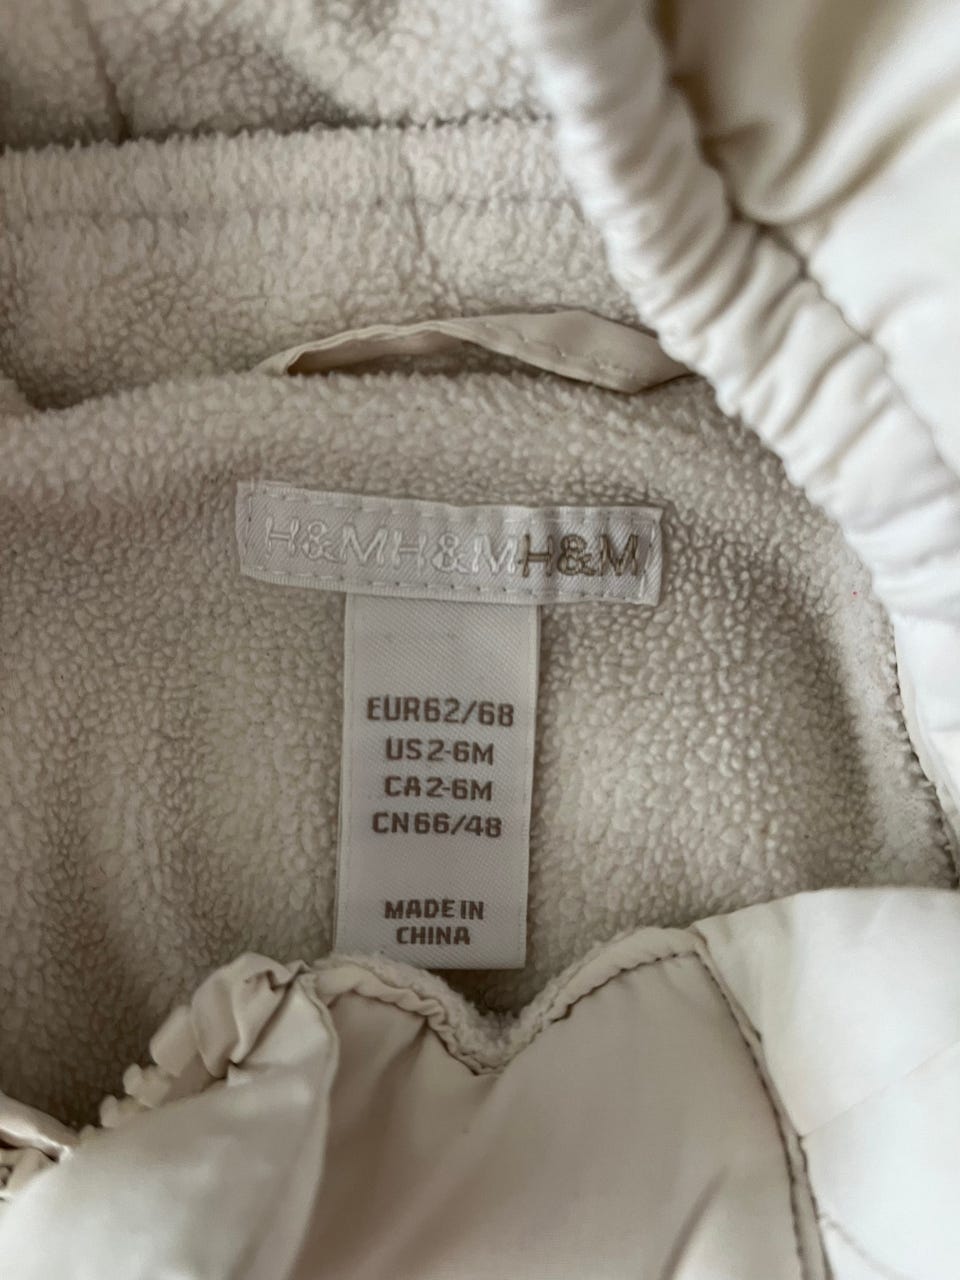 H&MH&MH&M
EUR62/68
US2-6M
CA2-6M
CN66/48
MADE IN
CHINA